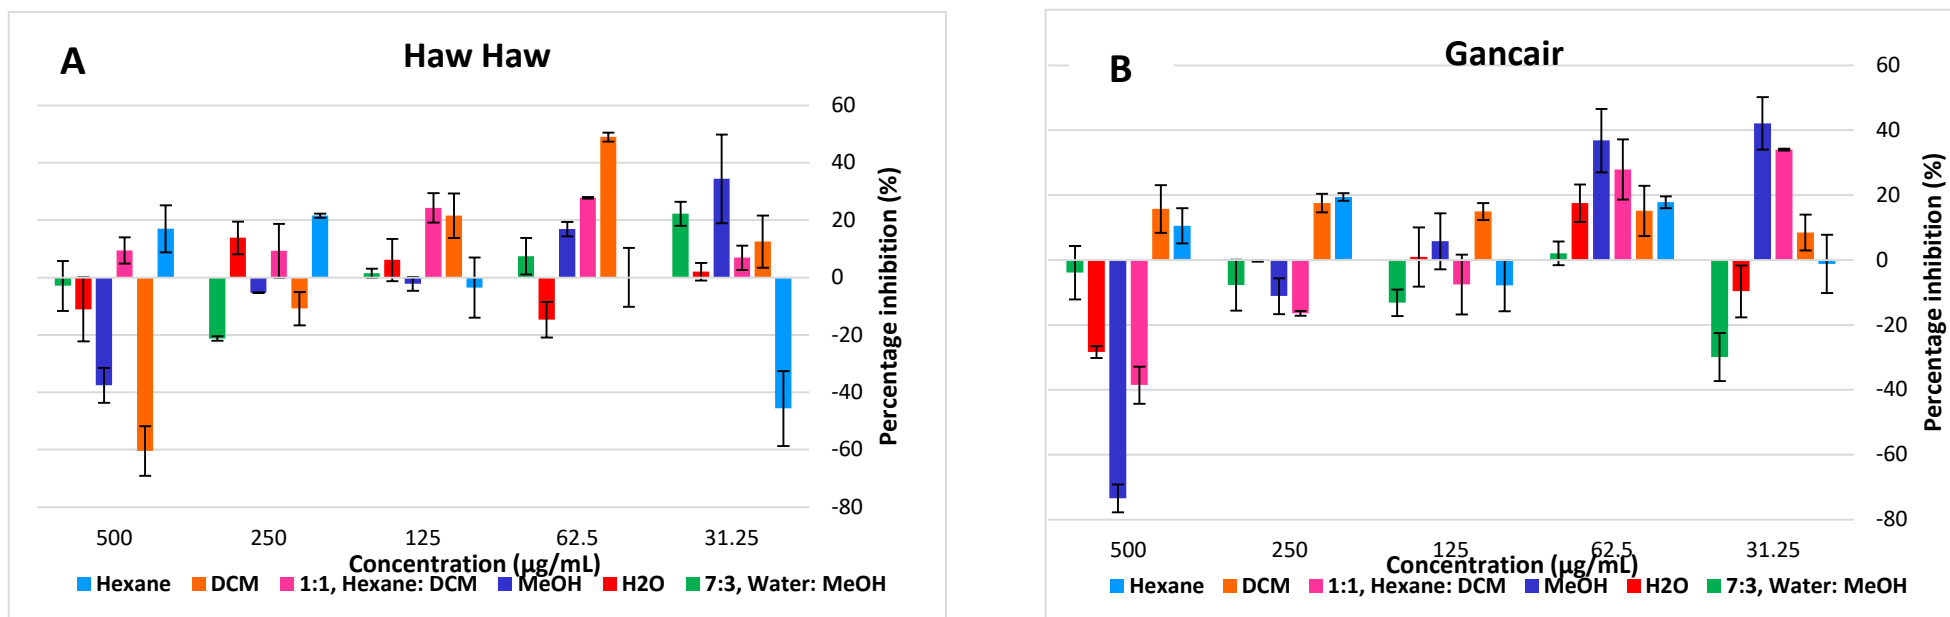 A
Haw Haw
60
40
20
0
-20
-40
-60
-80
Percentage inhibition (%)
500 250 125 62.5 31.25
Concentration (µg/mL)
Hexane DCM 1:1, Hexane: DCM MeOH H2O 7:3, Water: MeOH
B
Gancair
60
40
20
0
-20
-40
-60
-80
Percentage inhibition (%)
500 250 125 62.5 31.25
Concentration (µg/mL)
Hexane DCM 1:1, Hexane: DCM MeOH H2O 7:3, Water: MeOH